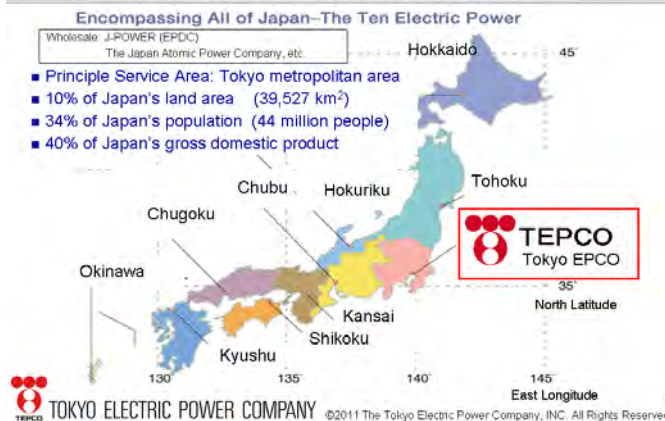 Encompassing All of Japan–The Ten Electric Power
Wholesale: J-POWER (EPDC)
The Japan Atomic Power Company, etc.
Hokkaido
45°
■ Principle Service Area: Tokyo metropolitan area
■ 10% of Japan's land area (39,527 km²)
■ 34% of Japan's population (44 million people)
■ 40% of Japan's gross domestic product
Chubu
Hokuriku
Tohoku
Chugoku
TEPCO
Tokyo EPCO
Okinawa
35°
North Latitude
Kansai
Shikoku
Kyushu
130°
135°
140°
145°
East Longitude
TEPCO
TOKYO ELECTRIC POWER COMPANY
©2011 The Tokyo Electric Power Company, INC. All Rights Reserve